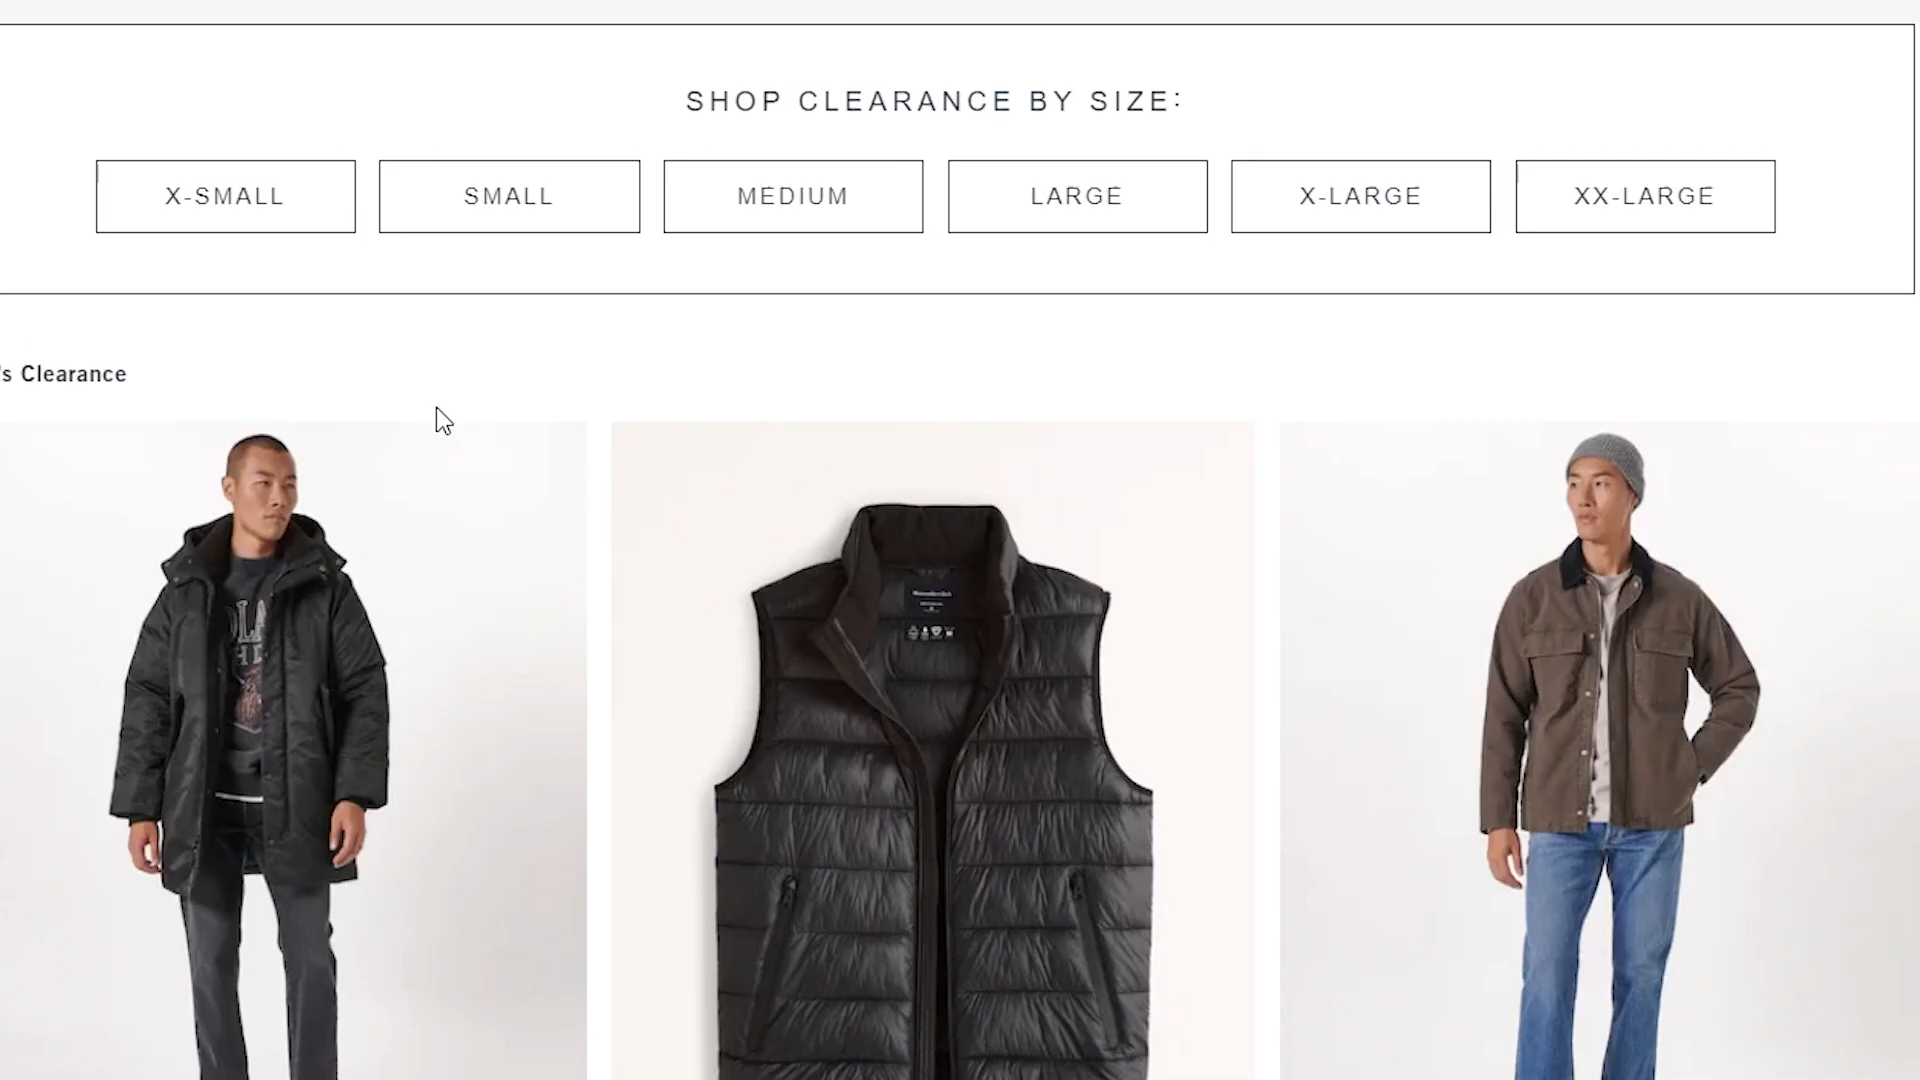 SHOP CLEARANCE BY SIZE:
X-SMALL
SMALL
MEDIUM
LARGE
X-LARGE
XX-LARGE
's Clearance